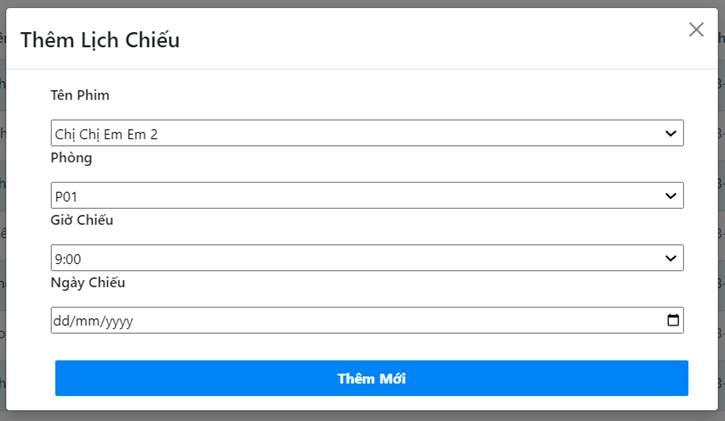 Thêm Lịch Chiếu
Tên Phim
Chị Chị Em Em 2
Phòng
P01
Giờ Chiếu
9:00
Ngày Chiếu
dd/mm/yyyy
Thêm Mới